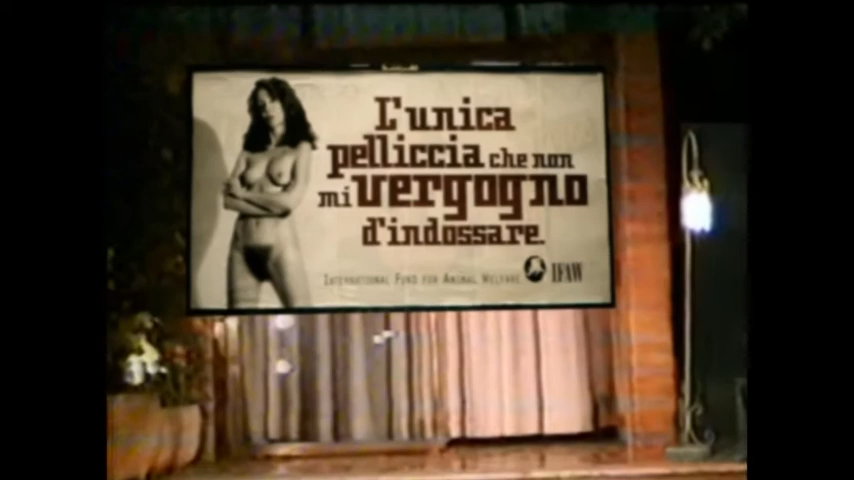 L'unica
pelliccia che non
mi vergogno
d'indossare.
International Fund for Animal Welfare IFAW